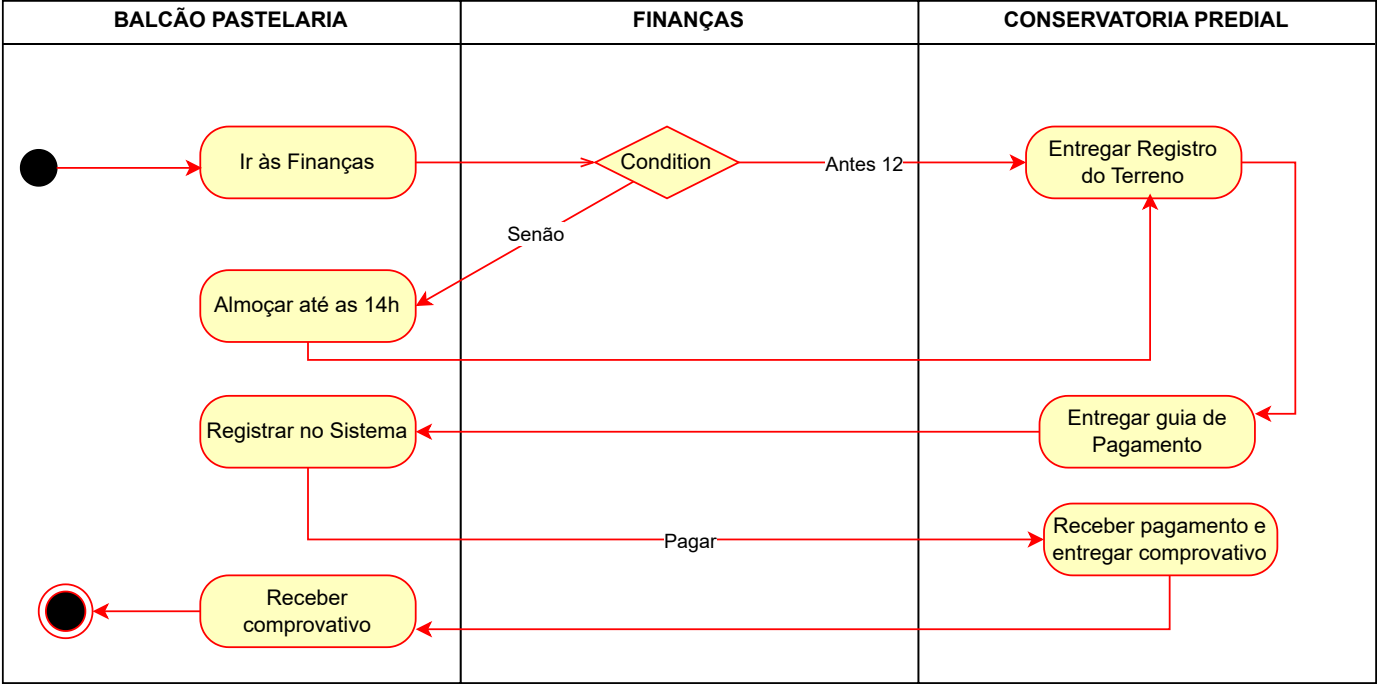 BALCÃO PASTELARIA
FINANÇAS
CONSERVATORIA PREDIAL
Ir às Finanças
Condition
Antes 12
Entregar Registro
do Terreno
Senão
Almoçar até as 14h
Registrar no Sistema
Entregar guia de
Pagamento
Pagar
Receber pagamento e
entregar comprovativo
Receber
comprovativo